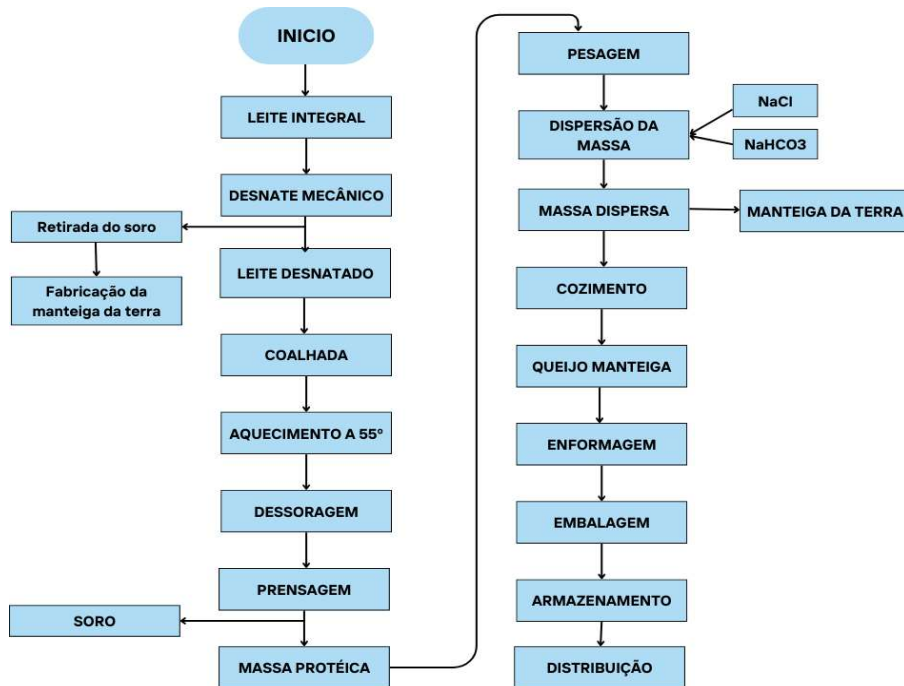 INICIO
LEITE INTEGRAL
DESNATE MECÂNICO
Retirada do soro
Fabricação da
manteiga da terra
LEITE DESNATADO
COALHADA
AQUECIMENTO A 55º
DESSORAGEM
PRENSAGEM
SORO
MASSA PROTÉICA
PESAGEM
DISPERSÃO DA
MASSA
NaCl
NaHCO3
MASSA DISPERSA
MANTEIGA DA TERRA
COZIMENTO
QUEIJO MANTEIGA
ENFORMAGEM
EMBALAGEM
ARMAZENAMENTO
DISTRIBUIÇÃO